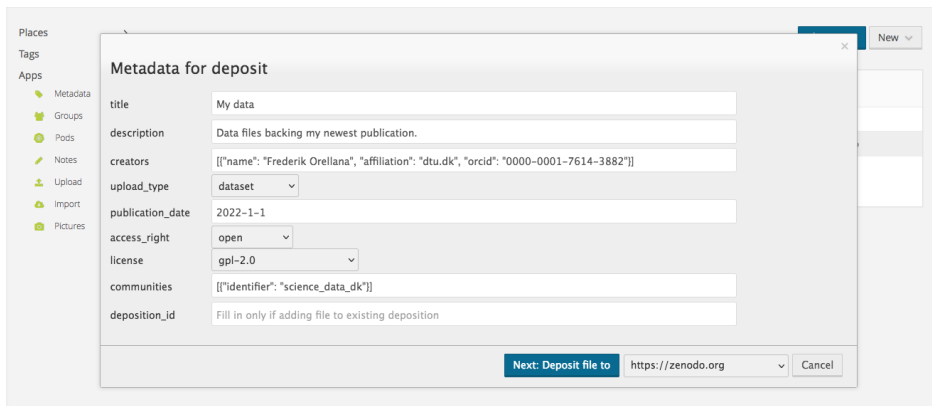 Places
Tags
Apps
Metadata
Groups
Pods
Notes
Upload
Import
Pictures
New
×
Metadata for deposit
title My data
description Data files backing my newest publication.
creators [{"name": "Frederik Orellana", "affiliation": "dtu.dk", "orcid": "0000-0001-7614-3882"}]
upload_type dataset
publication_date 2022-1-1
access_right open
license gpl-2.0
communities [{"identifier": "science_data_dk"}]
deposition_id Fill in only if adding file to existing deposition
Next: Deposit file to https://zenodo.org Cancel